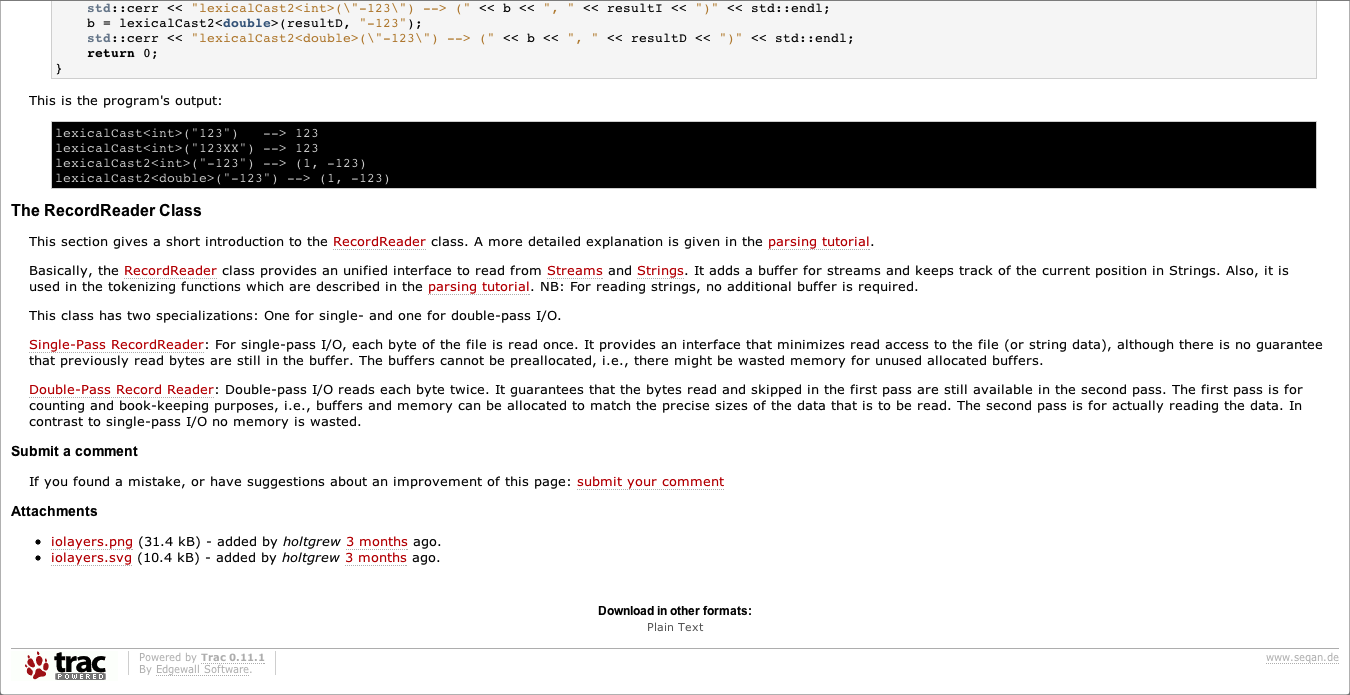 std::cerr << "lexicalCast2<int>(\"-123\") --> (" << b << ", " << resultI << ")" << std::endl;
    b = lexicalCast2<double>(resultD, "-123");
    std::cerr << "lexicalCast2<double>(\"-123\") --> (" << b << ", " << resultD << ")" << std::endl;
    return 0;
}
This is the program's output:
lexicalCast<int>("123")   --> 123
lexicalCast<int>("123XX") --> 123
lexicalCast2<int>("-123") --> (1, -123)
lexicalCast2<double>("-123") --> (1, -123)
The RecordReader Class
This section gives a short introduction to the RecordReader class. A more detailed explanation is given in the parsing tutorial.
Basically, the RecordReader class provides an unified interface to read from Streams and Strings. It adds a buffer for streams and keeps track of the current position in Strings. Also, it is
used in the tokenizing functions which are described in the parsing tutorial. NB: For reading strings, no additional buffer is required.
This class has two specializations: One for single- and one for double-pass I/O.
Single-Pass RecordReader: For single-pass I/O, each byte of the file is read once. It provides an interface that minimizes read access to the file (or string data), although there is no guarantee
that previously read bytes are still in the buffer. The buffers cannot be preallocated, i.e., there might be wasted memory for unused allocated buffers.
Double-Pass Record Reader: Double-pass I/O reads each byte twice. It guarantees that the bytes read and skipped in the first pass are still available in the second pass. The first pass is for
counting and book-keeping purposes, i.e., buffers and memory can be allocated to match the precise sizes of the data that is to be read. The second pass is for actually reading the data. In
contrast to single-pass I/O no memory is wasted.
Submit a comment
If you found a mistake, or have suggestions about an improvement of this page: submit your comment
Attachments
• iolayers.png (31.4 kB) - added by holtgrew 3 months ago.
• iolayers.svg (10.4 kB) - added by holtgrew 3 months ago.
Download in other formats:
Plain Text
trac
POWERED
Powered by Trac 0.11.1
By Edgewall Software.
www.seqan.de